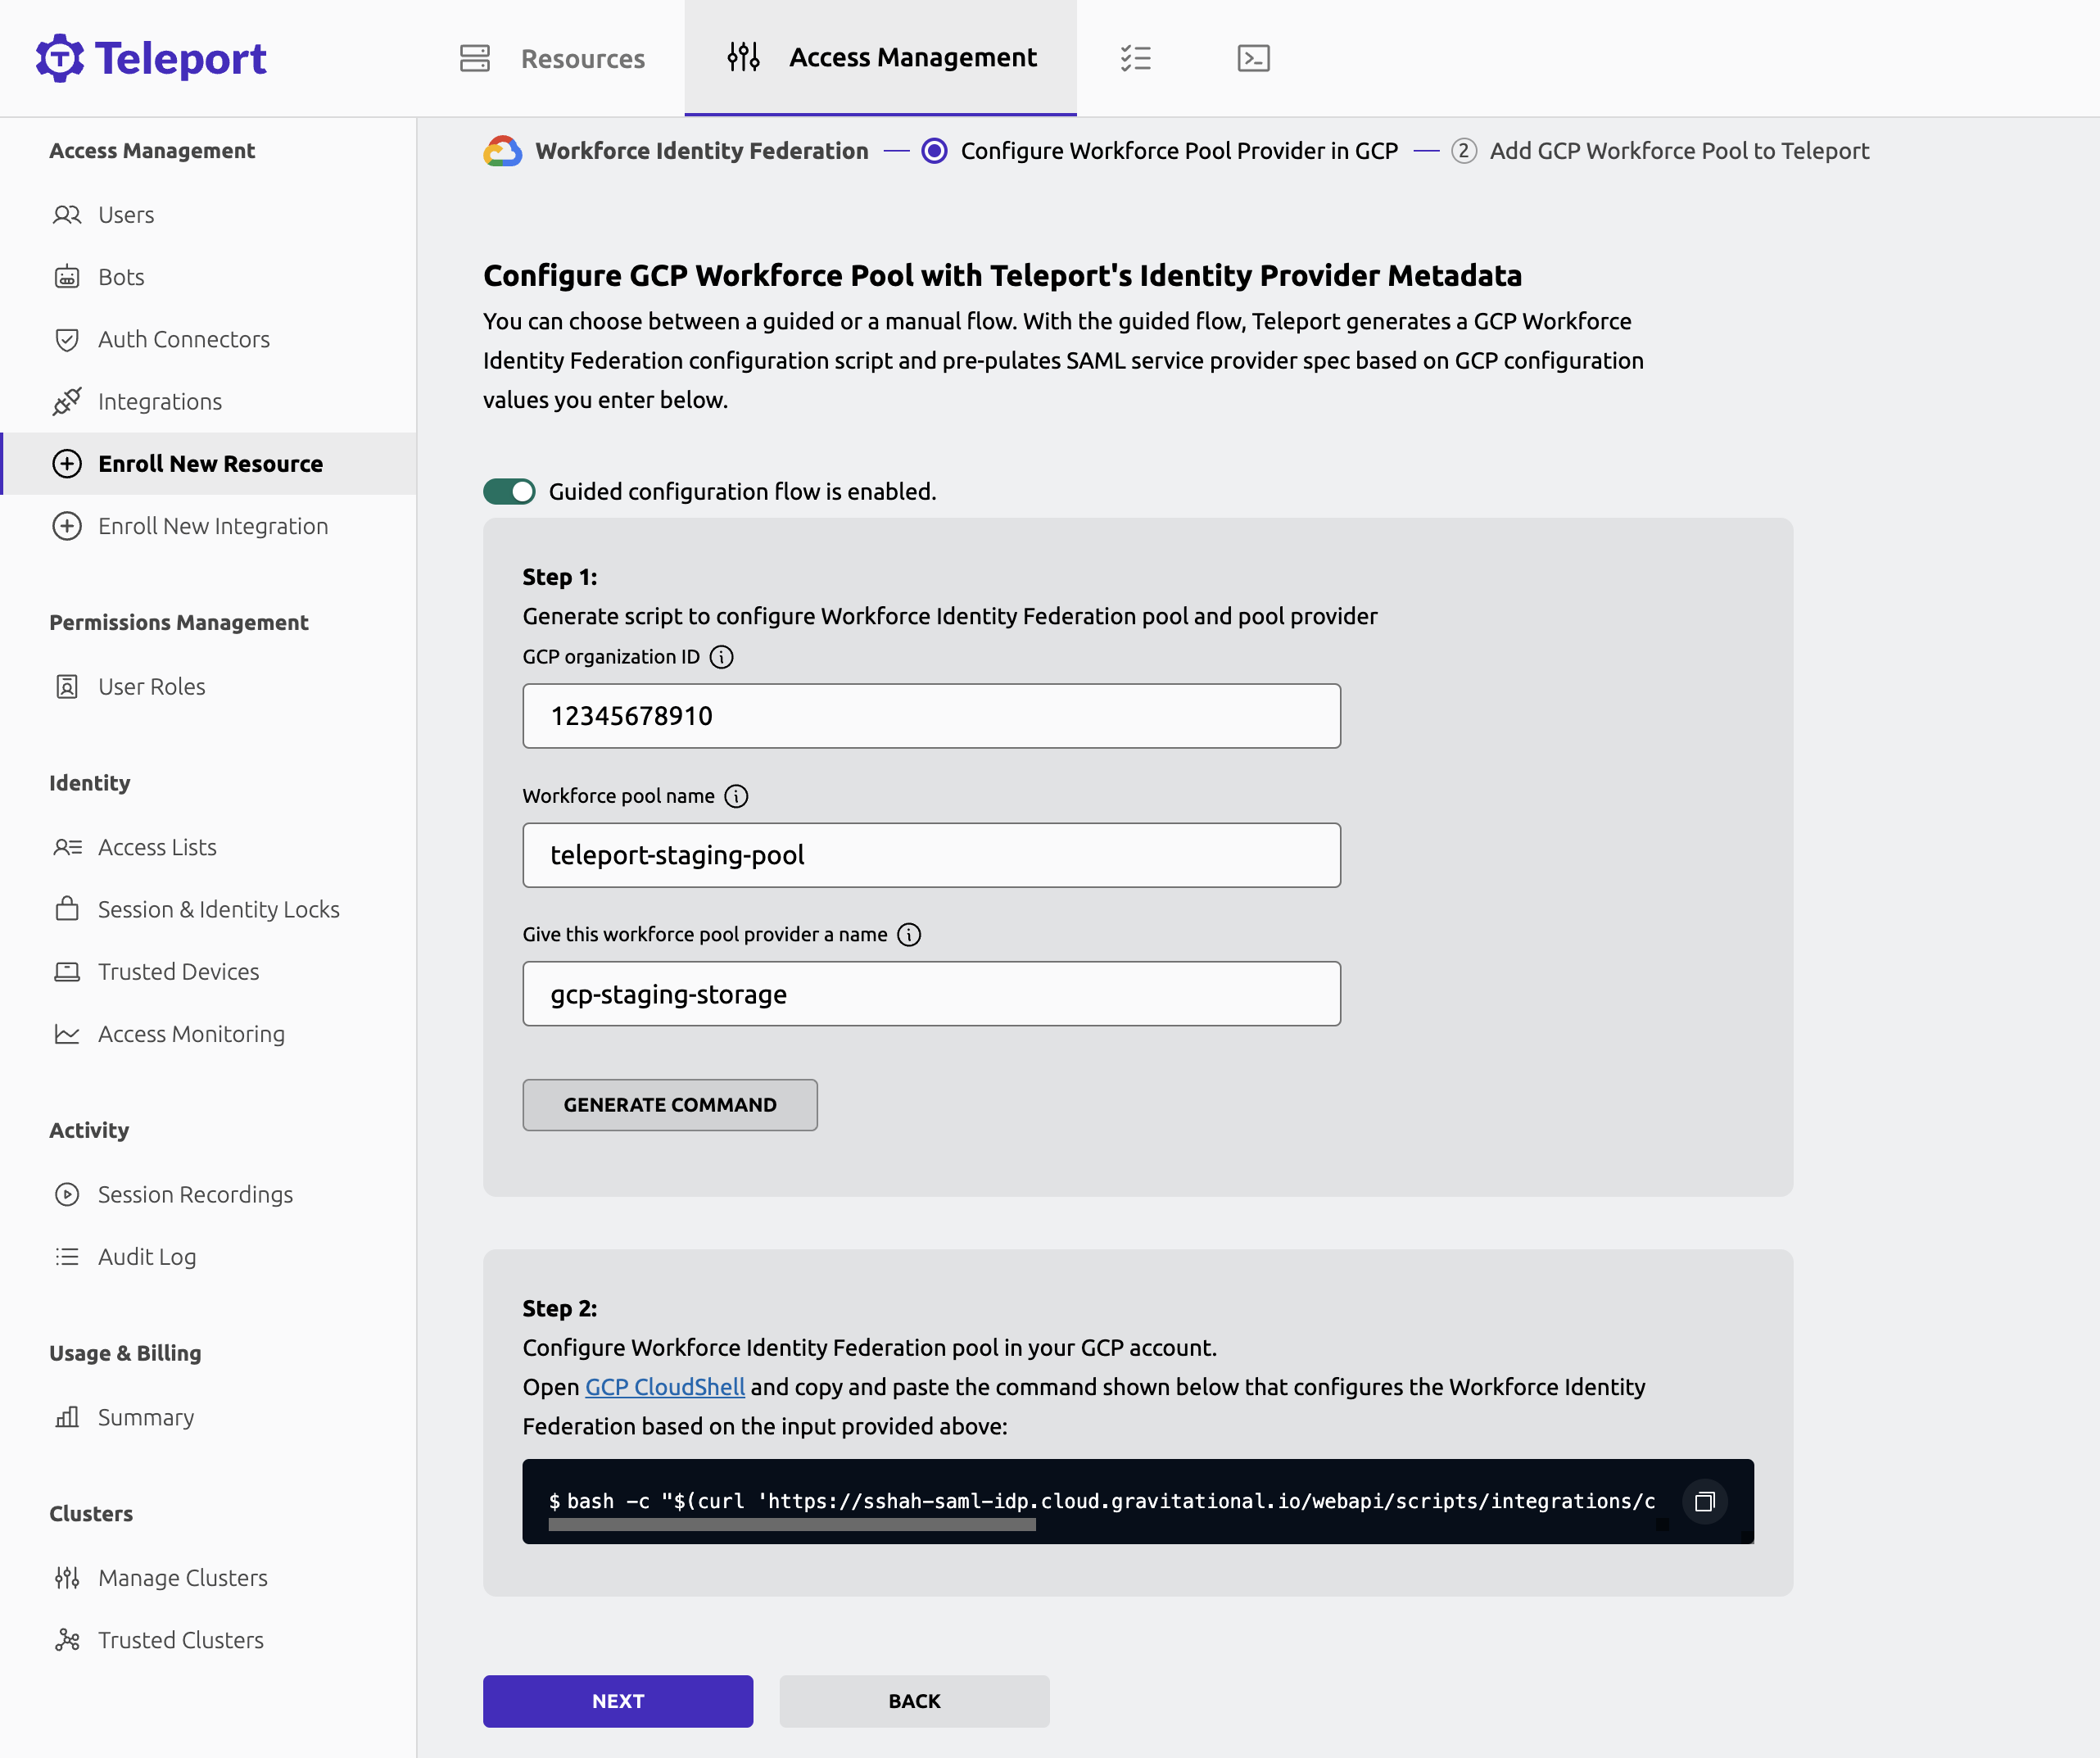 Teleport
Resources
Access Management
Access Management
Users
Bots
Auth Connectors
Integrations
Enroll New Resource
Enroll New Integration
Permissions Management
User Roles
Identity
Access Lists
Session & Identity Locks
Trusted Devices
Access Monitoring
Activity
Session Recordings
Audit Log
Usage & Billing
Summary
Clusters
Manage Clusters
Trusted Clusters
Workforce Identity Federation
Configure Workforce Pool Provider in GCP
2 Add GCP Workforce Pool to Teleport
Configure GCP Workforce Pool with Teleport's Identity Provider Metadata
You can choose between a guided or a manual flow. With the guided flow, Teleport generates a GCP Workforce
Identity Federation configuration script and pre-pulates SAML service provider spec based on GCP configuration
values you enter below.
Guided configuration flow is enabled.
Step 1:
Generate script to configure Workforce Identity Federation pool and pool provider
GCP organization ID
12345678910
Workforce pool name
teleport-staging-pool
Give this workforce pool provider a name
gcp-staging-storage
GENERATE COMMAND
Step 2:
Configure Workforce Identity Federation pool in your GCP account.
Open GCP CloudShell and copy and paste the command shown below that configures the Workforce Identity
Federation based on the input provided above:
$ bash -c "$(curl 'https://sshah-saml-idp.cloud.gravitational.io/webapi/scripts/integrations/c
NEXT
BACK